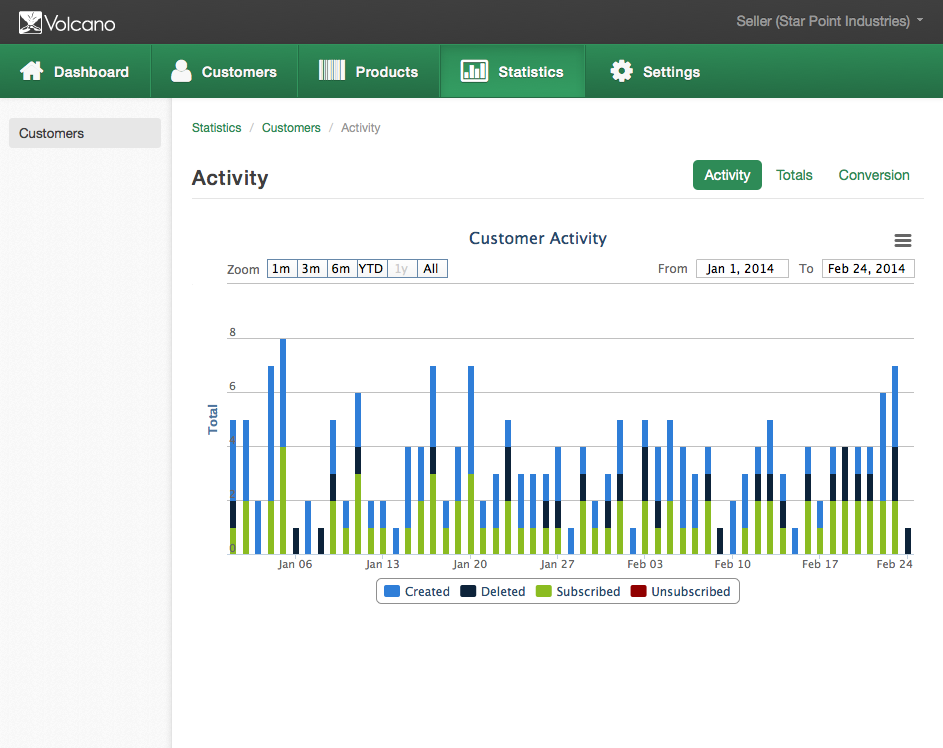 Volcano
Seller (Star Point Industries)
Dashboard Customers Products Statistics Settings
Customers
Statistics / Customers / Activity
Activity
Activity Totals Conversion
Customer Activity
Zoom 1m 3m 6m YTD 1y All From Jan 1, 2014 To Feb 24, 2014
8
6
Total
4
2
0
Jan 06 Jan 13 Jan 20 Jan 27 Feb 03 Feb 10 Feb 17 Feb 24
Created Deleted Subscribed Unsubscribed